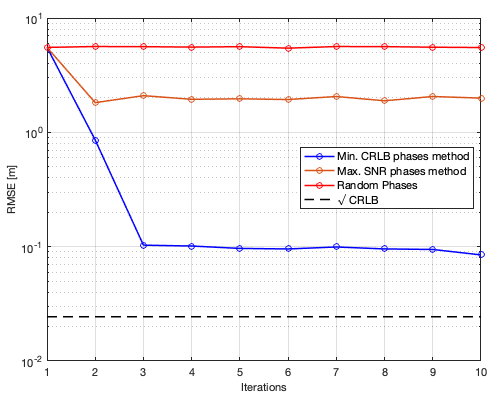 10^1
10^0
10^-1
10^-2
RMSE [m]
Min. CRLB phases method
Max. SNR phases method
Random Phases
√ CRLB
1 2 3 4 5 6 7 8 9 10
Iterations